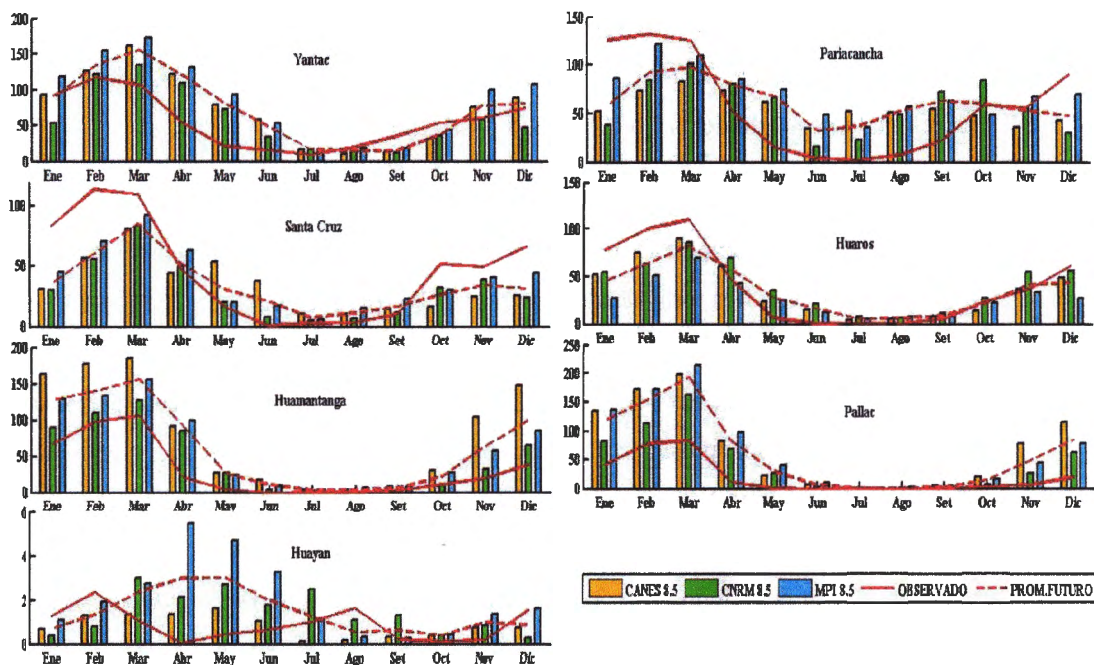 200
150
100
50
0
Yantac
Ene Feb Mar Abr May Jun Jul Ago Set Oct Nov Dic
150
100
50
0
Pariacancha
Ene Feb Mar Abr May Jun Jul Ago Set Oct Nov Dic
100
50
0
Santa Cruz
Ene Feb Mar Abr May Jun Jul Ago Set Oct Nov Dic
150
100
50
0
Huaros
Ene Feb Mar Abr May Jun Jul Ago Set Oct Nov Dic
200
150
100
50
0
Huamantanga
Ene Feb Mar Abr May Jun Jul Ago Set Oct Nov Dic
250
200
150
100
50
0
Pallac
Ene Feb Mar Abr May Jun Jul Ago Set Oct Nov Dic
6
4
2
0
Huayan
Ene Feb Mar Abr May Jun Jul Ago Set Oct Nov Dic
CANES 8.5 CNRM 8.5 MPI 8.5 OBSERVADO PROM.FUTURO